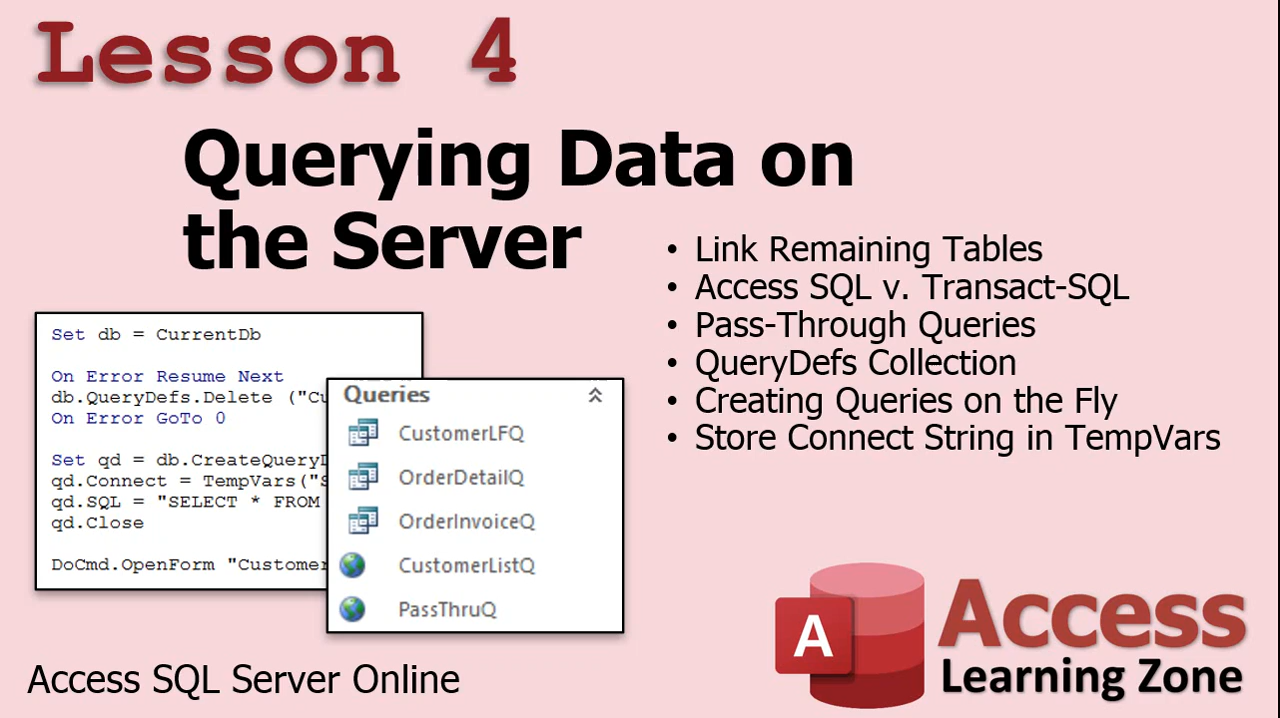 Lesson 4
Querying Data on
the Server
• Link Remaining Tables
• Access SQL v. Transact-SQL
• Pass-Through Queries
• QueryDefs Collection
• Creating Queries on the Fly
• Store Connect String in TempVars
Set db = CurrentDb
On Error Resume Next
db.QueryDefs.Delete ("Cu
On Error GoTo 0
Set qd = db.CreateQueryD
qd.Connect = TempVars("S
qd.SQL = "SELECT * FROM
qd.Close
DoCmd.OpenForm "Customer
Queries
CustomerLFQ
OrderDetailQ
OrderInvoiceQ
CustomerListQ
PassThruQ
Access SQL Server Online
A
Access
Learning Zone